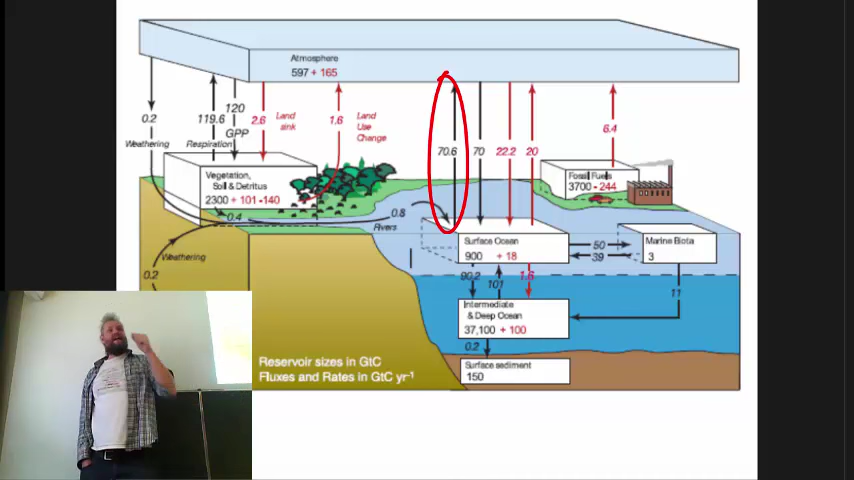 Atmosphere
597 + 165
0.2
Weathering
119.6
Respiration
120
GPP
2.6
Land
sink
1.6
Land
Use
Change
70.6
70
22.2
20
6.4
Vegetation,
Soil & Detritus
2300 + 101 -140
Fossil Fuels
3700 - 244
0.4
0.8
Rivers
Weathering
0.2
Surface Ocean
900 + 18
50
39
Marine Biota
3
90.2
101
1.6
11
Intermediate
& Deep Ocean
37,100 + 100
0.2
Surface sediment
150
Reservoir sizes in GtC
Fluxes and Rates in GtC yr⁻¹